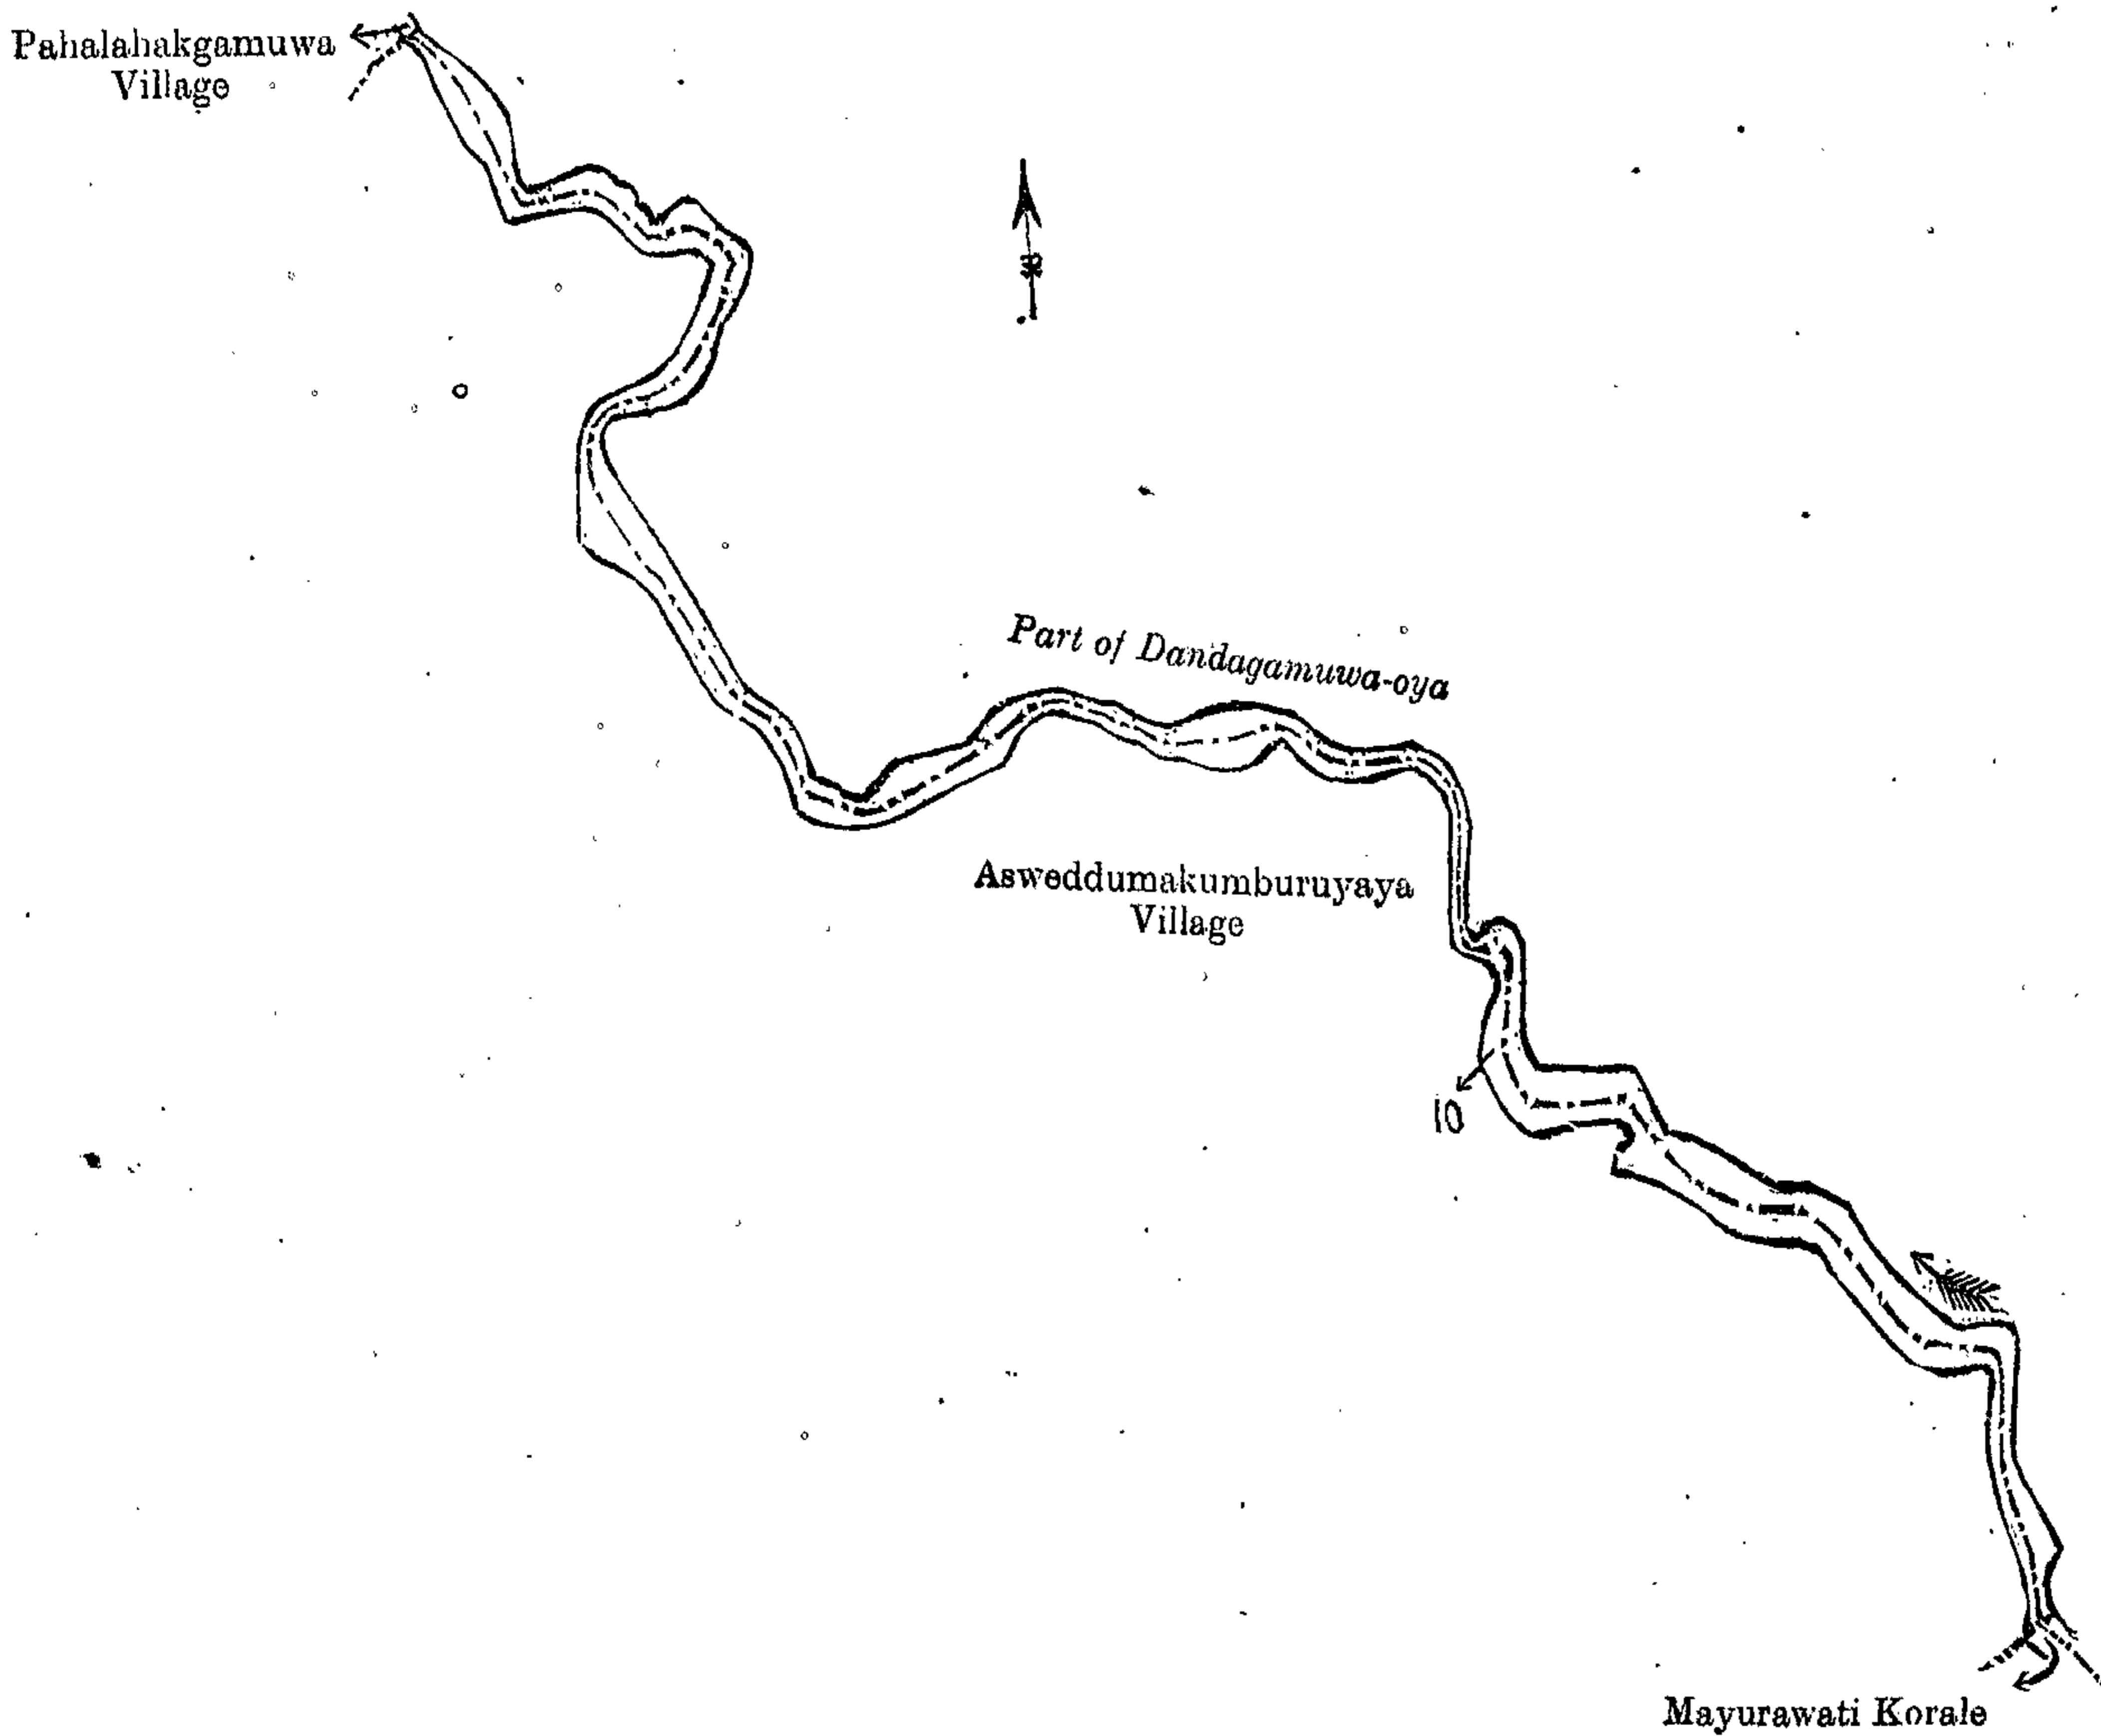 Pahalahakgamuwa
Village
Part of Dandagamuwa-oya
Asweddumakumburuyaya
Village
10
Mayurawati Korale